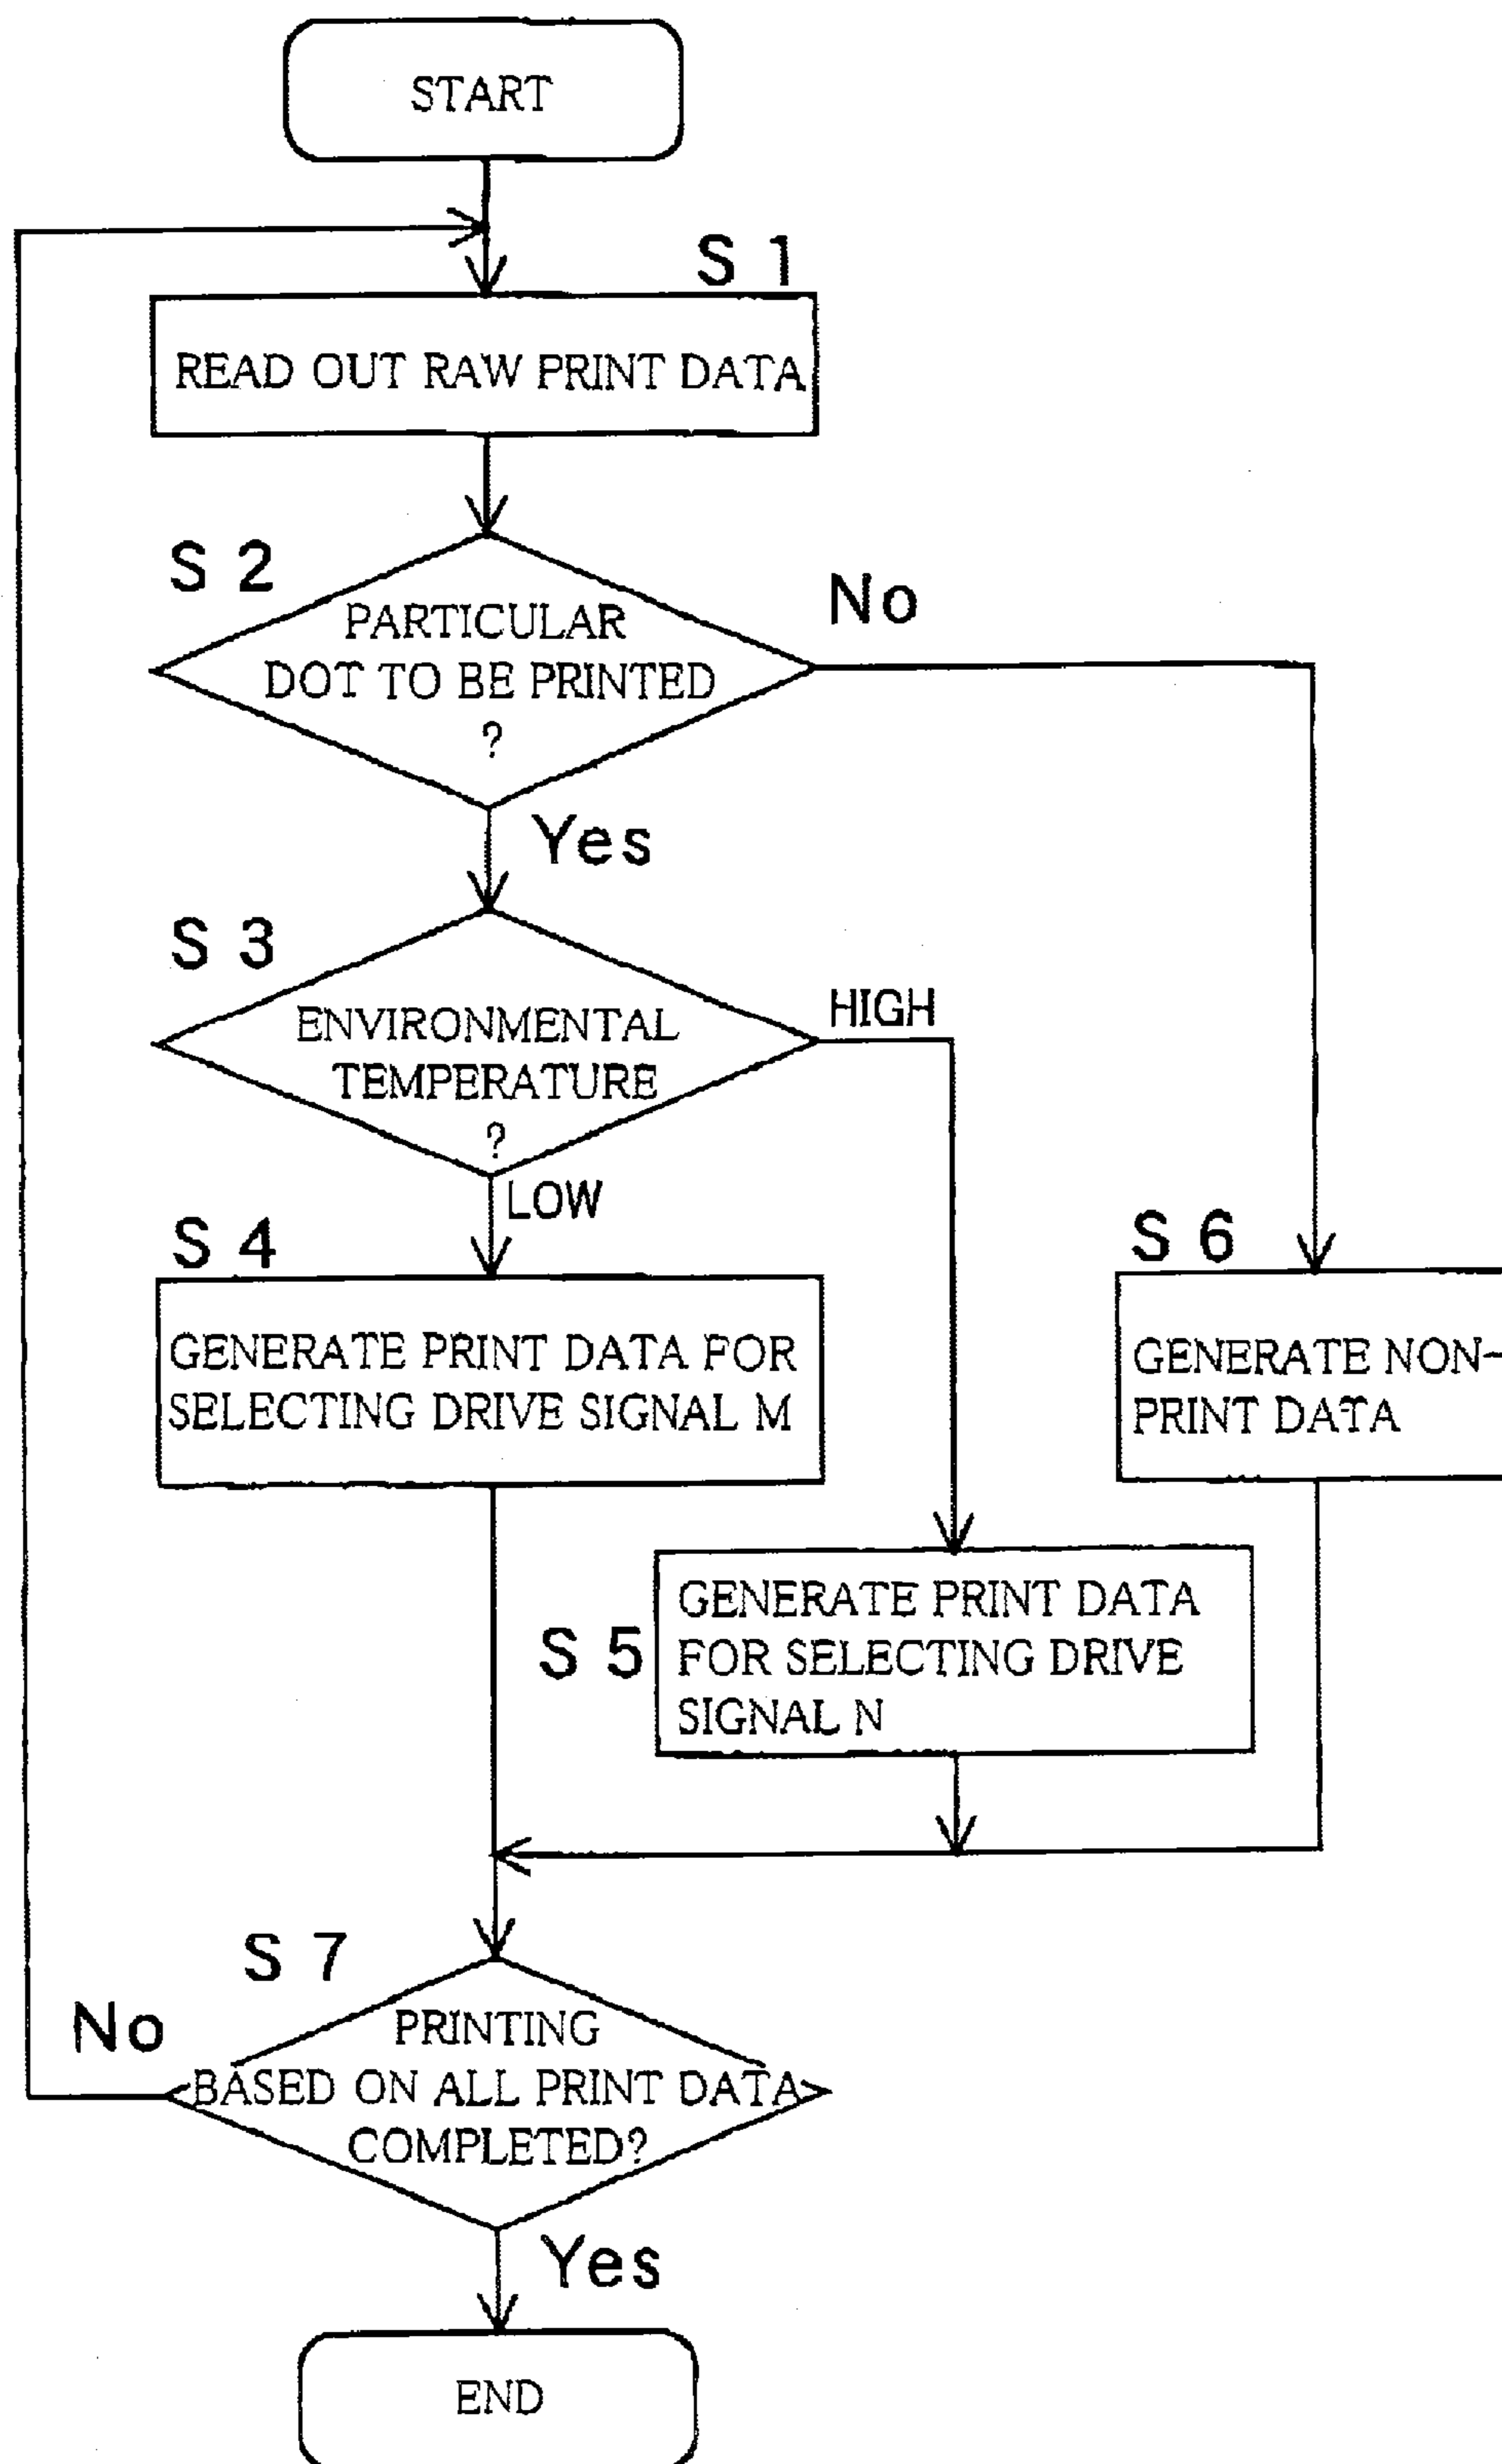 START
S 1
READ OUT RAW PRINT DATA
S 2
PARTICULAR
DOT TO BE PRINTED
?
No
Yes
S 3
ENVIRONMENTAL
TEMPERATURE
?
HIGH
LOW
S 4
GENERATE PRINT DATA FOR
SELECTING DRIVE SIGNAL M
S 6
GENERATE NON-
PRINT DATA
S 5
GENERATE PRINT DATA
FOR SELECTING DRIVE
SIGNAL N
S 7
No
PRINTING
BASED ON ALL PRINT DATA
COMPLETED?
Yes
END